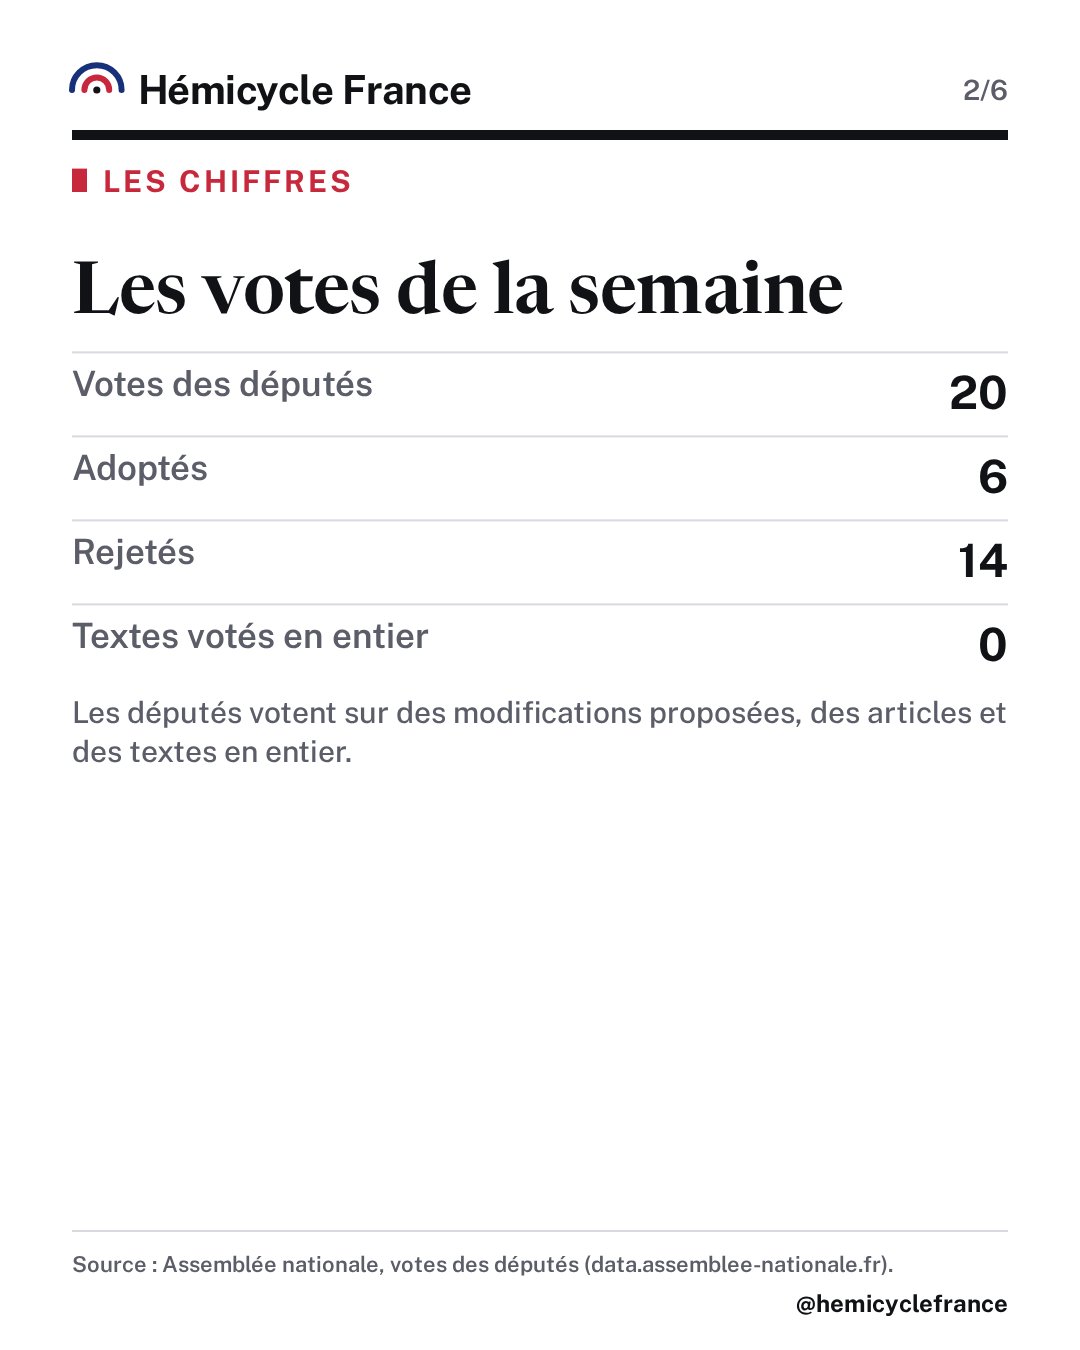 Hémicycle France
2/6
LES CHIFFRES
Les votes de la semaine
Votes des députés
20
Adoptés
6
Rejetés
14
Textes votés en entier
0
Les députés votent sur des modifications proposées, des articles et
des textes en entier.
Source : Assemblée nationale, votes des députés (data.assemblee-nationale.fr).
@hemicyclefrance